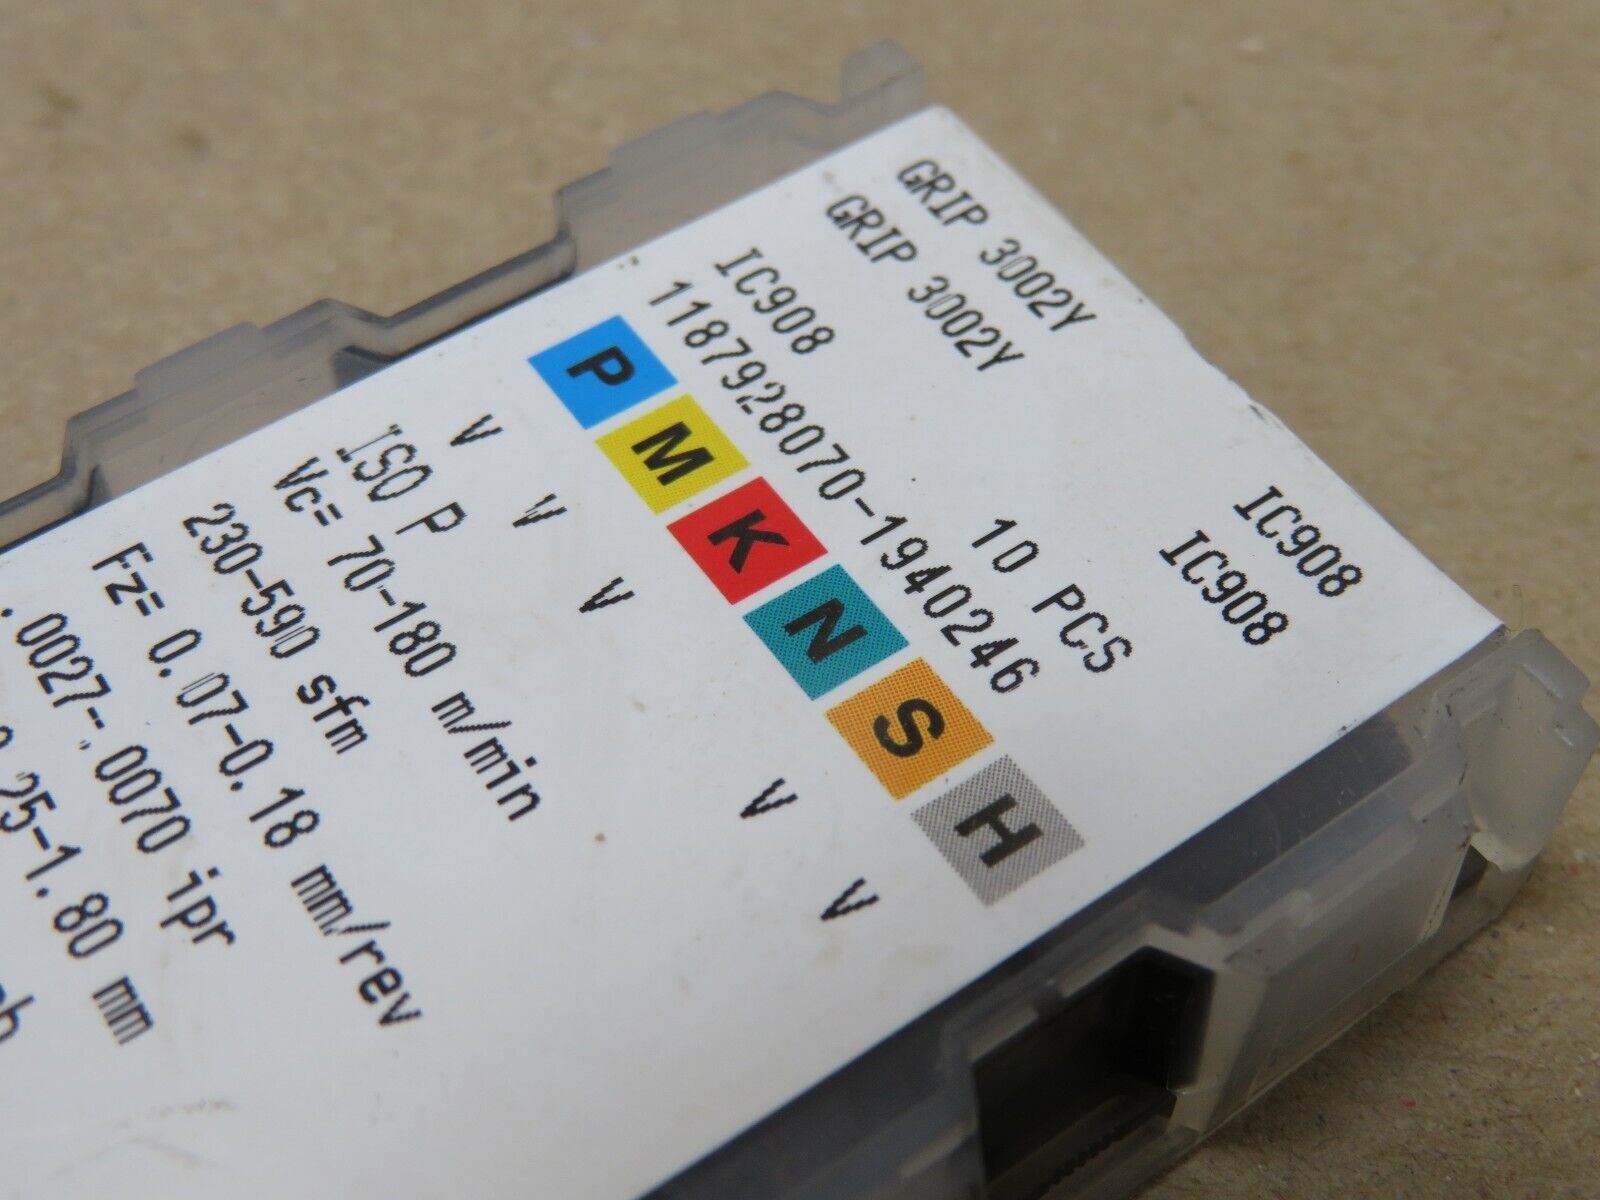 GRIP 3002Y IC908
GRIP 3002Y IC908
IC908 10 PCS
1187928070-1940246
P M K N S H
V V V V V
ISO P
Vc= 70-180 m/min
230-590 sfm
Fz= 0.07-0.18 mm/rev
.0027-.0070 ipr
25-1.80 mm